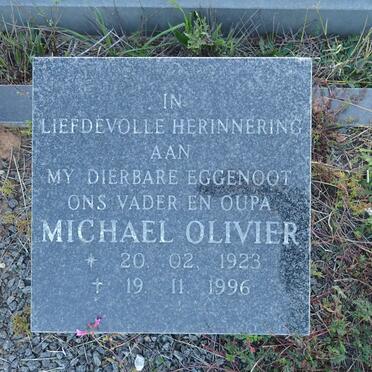 IN
LIEFDEVOLLE HERINNERING
AAN
MY DIERBARE EGGENOOT
ONS VADER EN OUPA
MICHAEL OLIVIER
* 20. 02. 1923
† 19. 11. 1996